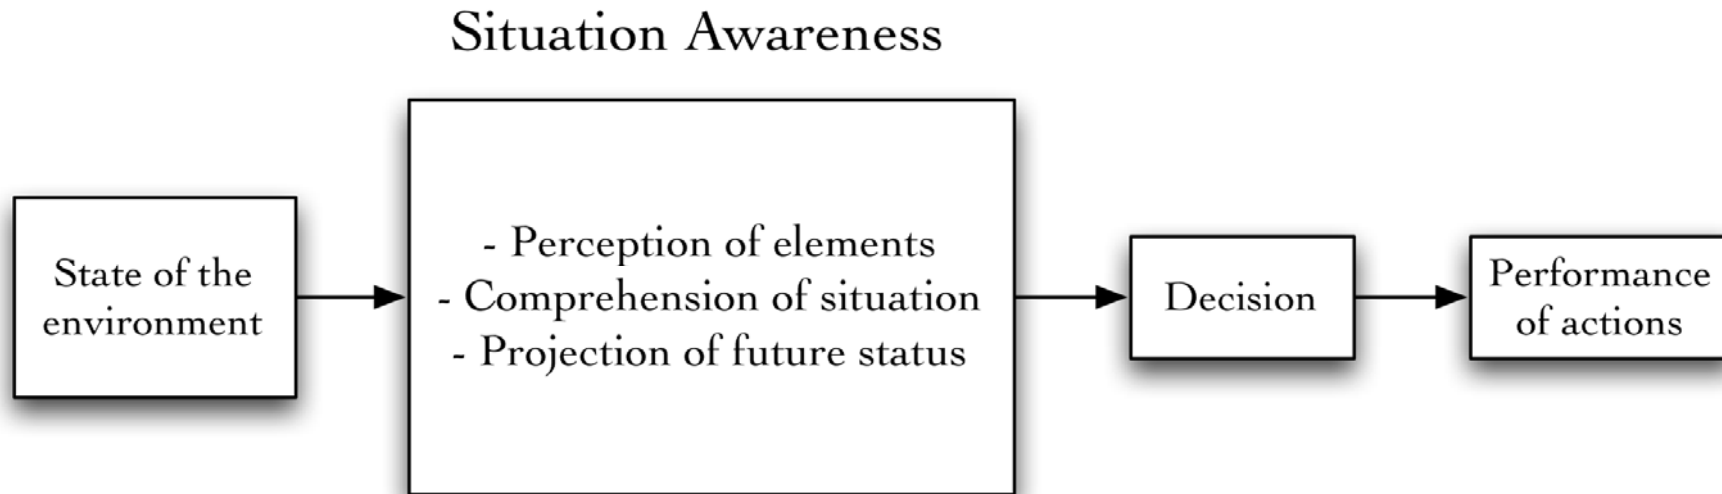 Situation Awareness
State of the
environment
- Perception of elements
- Comprehension of situation
- Projection of future status
Decision
Performance
of actions